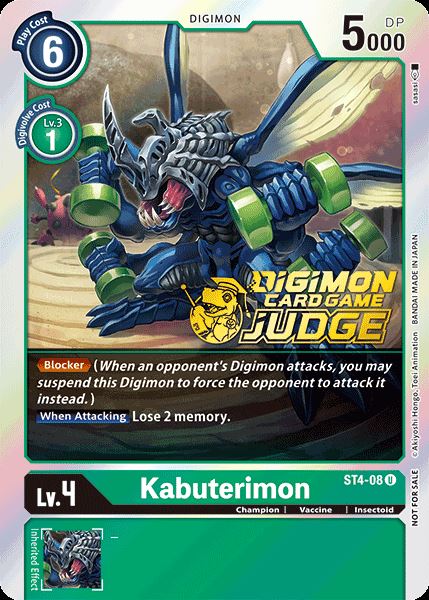 DIGIMON
Play Cost
6
DP
5000
Digivolve Cost
Lv.3
1
sasasi
DIGIMON
CARD GAME
JUDGE
Blocker (When an opponent's Digimon attacks, you may
suspend this Digimon to force the opponent to attack it
instead.)
When Attacking Lose 2 memory.
©Akiyoshi Hongo, Toei Animation BANDAI MADE IN JAPAN
NOT FOR SALE
Lv.4
Kabuterimon
ST4-08 U
Champion | Vaccine | Insectoid
Inherited Effect
–